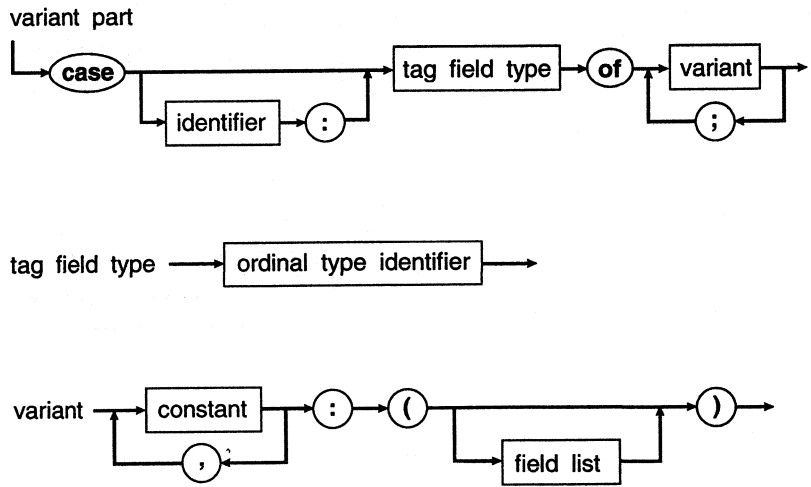 variant part
case tag field type of variant
identifier : ;
tag field type ordinal type identifier
variant constant : ( )
, field list